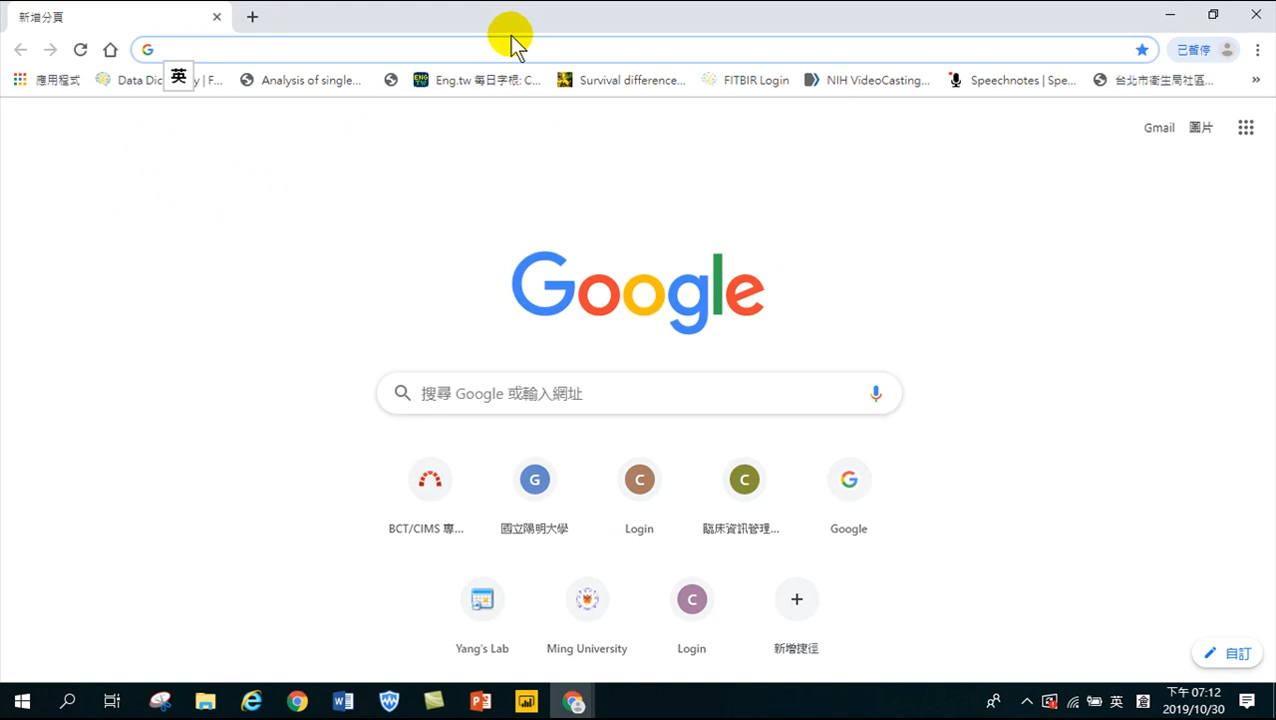 新增分頁
英
應用程式
Data Dic
y | F...
Analysis of single...
ENG TW
Eng.tw 每日字根: C...
Survival difference...
FITBIR Login
NIH VideoCasting...
Speechnotes | Spe...
台北市衛生局社區...
»
已暫停
Gmail
圖片
Google
搜尋 Google 或輸入網址
G
C
C
BCT/CIMS 專...
國立陽明大學
Login
臨床資訊管理...
Google
C
Yang's Lab
Ming University
Login
新增捷徑
自訂
英
下午 07:12
2019/10/30